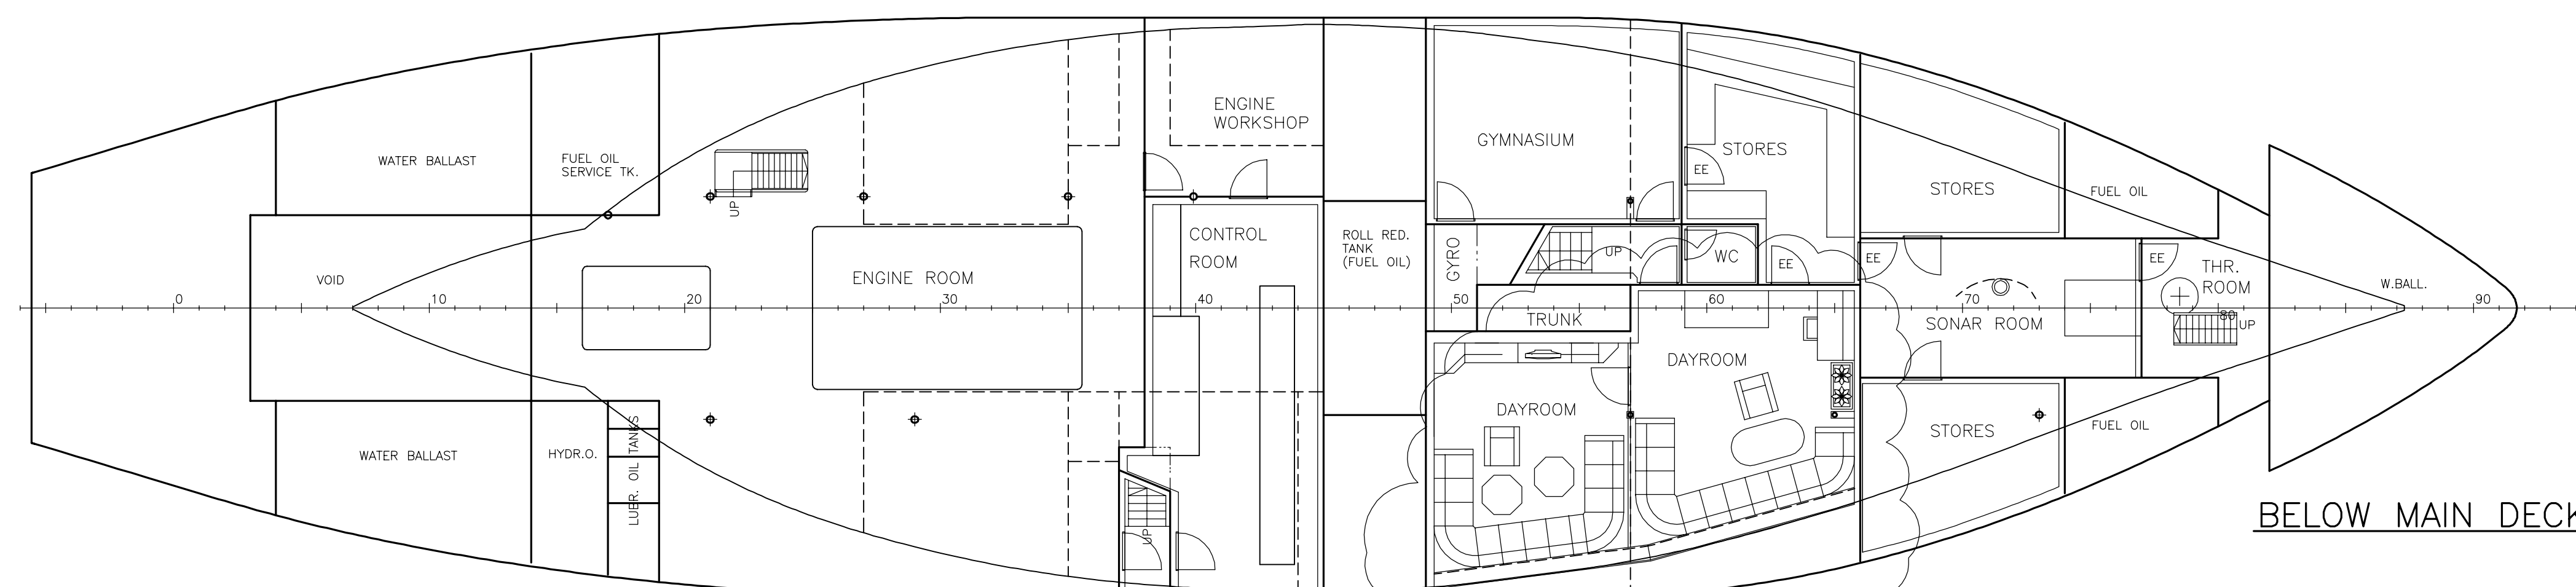 WATER BALLAST
FUEL OIL
SERVICE TK.
UP
ENGINE
WORKSHOP
GYMNASIUM
STORES
EE
STORES
FUEL OIL
VOID
0
10
20
ENGINE ROOM
30
CONTROL
ROOM
40
ROLL RED.
TANK
(FUEL OIL)
GYRO
50
UP
WC
EE
60
TRUNK
EE
70
SONAR ROOM
EE
THR.
ROOM
80
UP
W.BALL.
90
DAYROOM
DAYROOM
WATER BALLAST
HYDR.O.
LUBR. OIL TANKS
UP
STORES
FUEL OIL
BELOW MAIN DECK